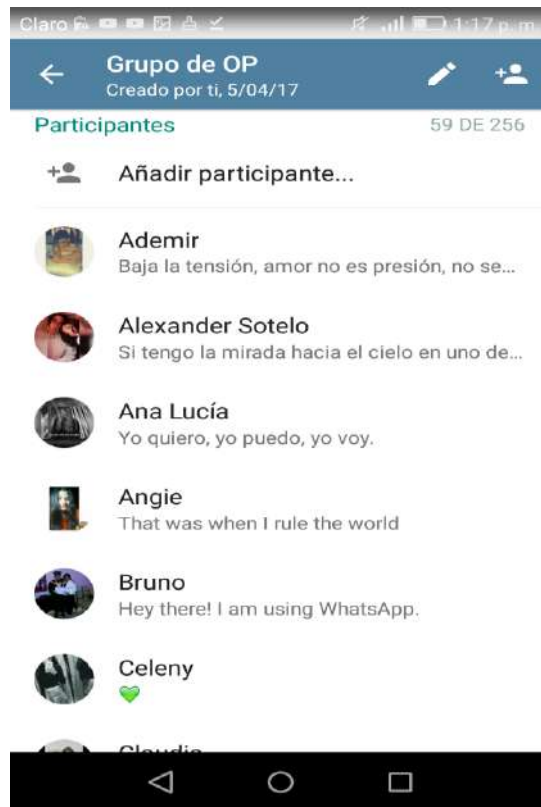 Claro 1:17 p. m
Grupo de OP
Creado por ti, 5/04/17
Participantes 59 DE 256
Añadir participante...
Ademir
Baja la tensión, amor no es presión, no se...
Alexander Sotelo
Si tengo la mirada hacia el cielo en uno de...
Ana Lucía
Yo quiero, yo puedo, yo voy.
Angie
That was when I rule the world
Bruno
Hey there! I am using WhatsApp.
Celeny
Claudia